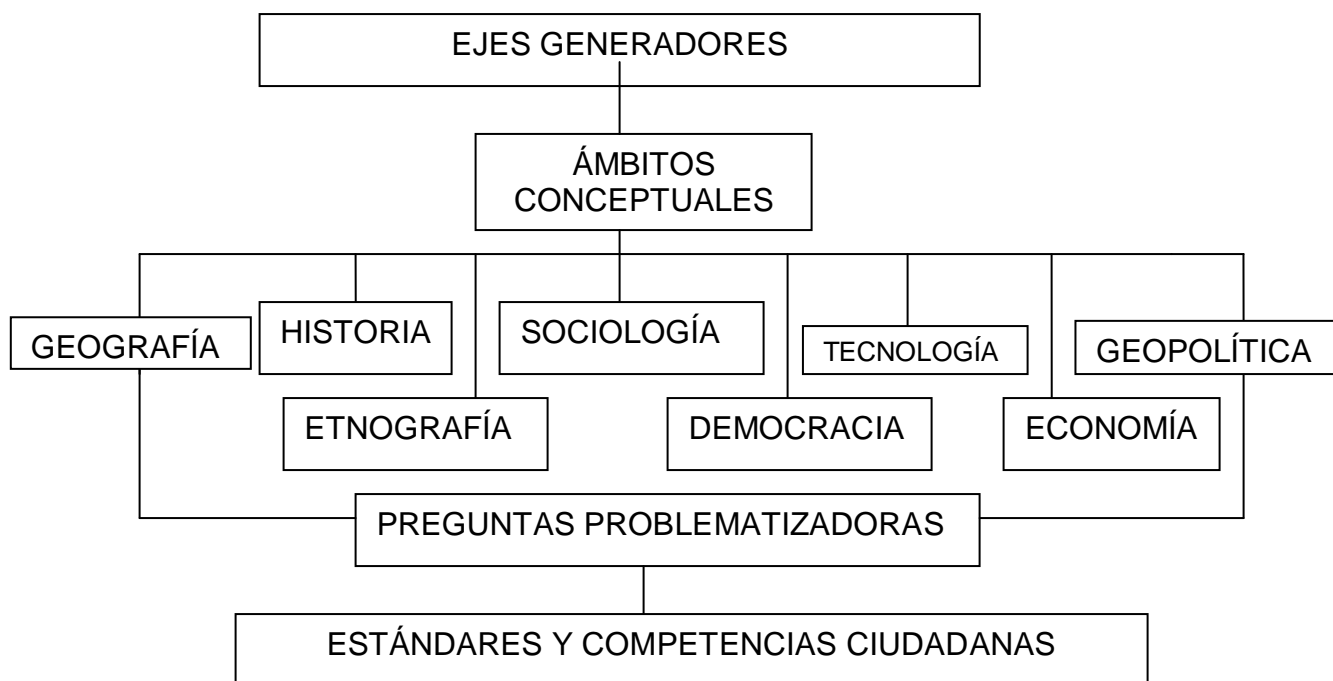 EJES GENERADORES
ÁMBITOS
CONCEPTUALES
GEOGRAFÍA
HISTORIA
SOCIOLOGÍA
TECNOLOGÍA
GEOPOLÍTICA
ETNOGRAFÍA
DEMOCRACIA
ECONOMÍA
PREGUNTAS PROBLEMATIZADORAS
ESTÁNDARES Y COMPETENCIAS CIUDADANAS